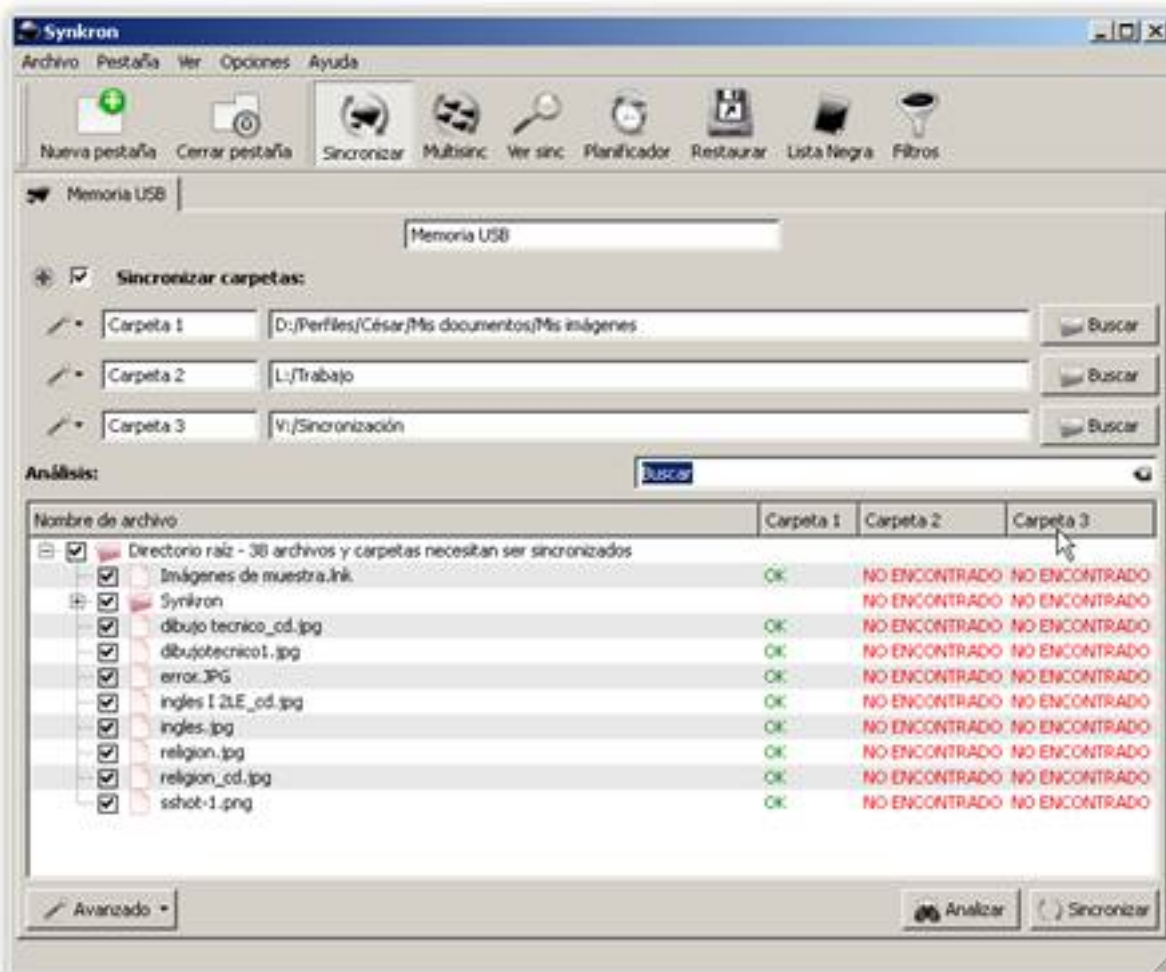 Synkron
Archivo Pestaña Ver Opciones Ayuda
Nueva pestaña Cerrar pestaña Sincronizar Multisinc Ver sinc Planificador Restaurar Lista Negra Filtros
Memoria USB
Memoria USB
Sincronizar carpetas:
Carpeta 1 D:/Perfiles/César/Mis documentos/Mis imágenes Buscar
Carpeta 2 L:/Trabajo Buscar
Carpeta 3 V:/Sincronización Buscar
Análisis: Buscar
Nombre de archivo Carpeta 1 Carpeta 2 Carpeta 3
Directorio raíz - 38 archivos y carpetas necesitan ser sincronizados
Imágenes de muestra.lnk OK NO ENCONTRADO NO ENCONTRADO
Synkron NO ENCONTRADO NO ENCONTRADO
dibujo tecnico_cd.jpg OK NO ENCONTRADO NO ENCONTRADO
dibujotecnico1.jpg OK NO ENCONTRADO NO ENCONTRADO
error.JPG OK NO ENCONTRADO NO ENCONTRADO
ingles I 2LE_cd.jpg OK NO ENCONTRADO NO ENCONTRADO
ingles.jpg OK NO ENCONTRADO NO ENCONTRADO
religion.jpg OK NO ENCONTRADO NO ENCONTRADO
religion_cd.jpg OK NO ENCONTRADO NO ENCONTRADO
sshot-1.png OK NO ENCONTRADO NO ENCONTRADO
Avanzado Analizar Sincronizar